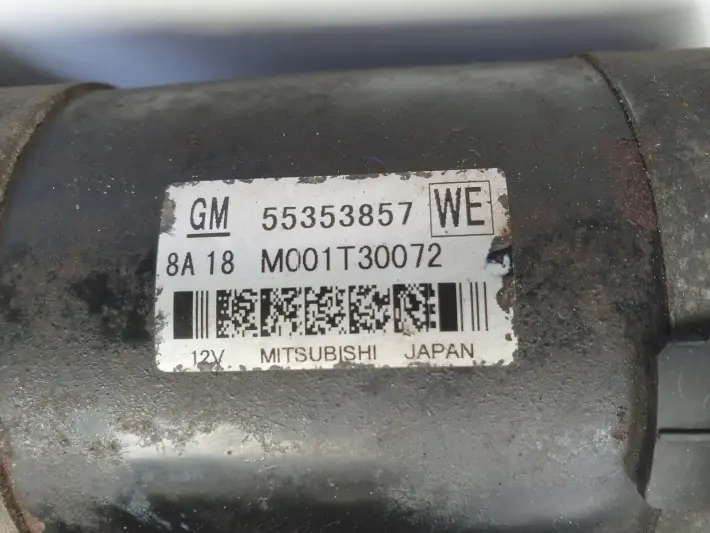 GM 55353857 WE
8A 18 M001T30072
12V MITSUBISHI JAPAN